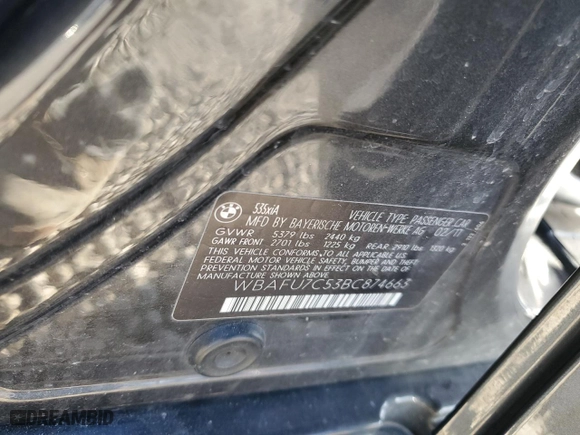 BMW
535xiA
VEHICLE TYPE PASSENGER CAR
MFD BY BAYERISCHE MOTOREN-WERKE AG 02/11
GVWR 5379 lbs 2440 kg
GAWR FRONT 2701 lbs 1225 kg REAR 2910 lbs 1320 kg
THIS VEHICLE CONFORMS TO ALL APPLICABLE
FEDERAL MOTOR VEHICLE SAFETY, BUMPER,
AND THEFT PREVENTION STANDARDS
IN EFFECT ON THE DATE OF
MANUFACTURE SHOWN ABOVE
WBAFU7C53BC874663
DREAMBID